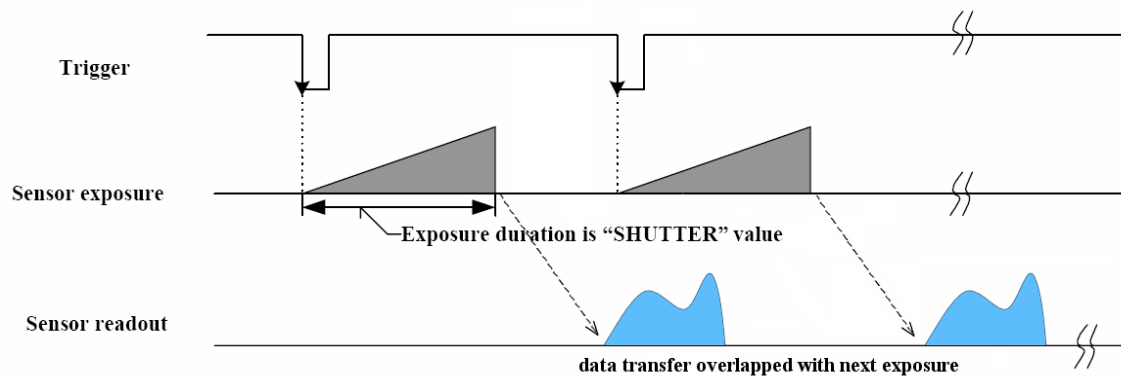 Trigger
Sensor exposure
Exposure duration is “SHUTTER” value
Sensor readout
data transfer overlapped with next exposure